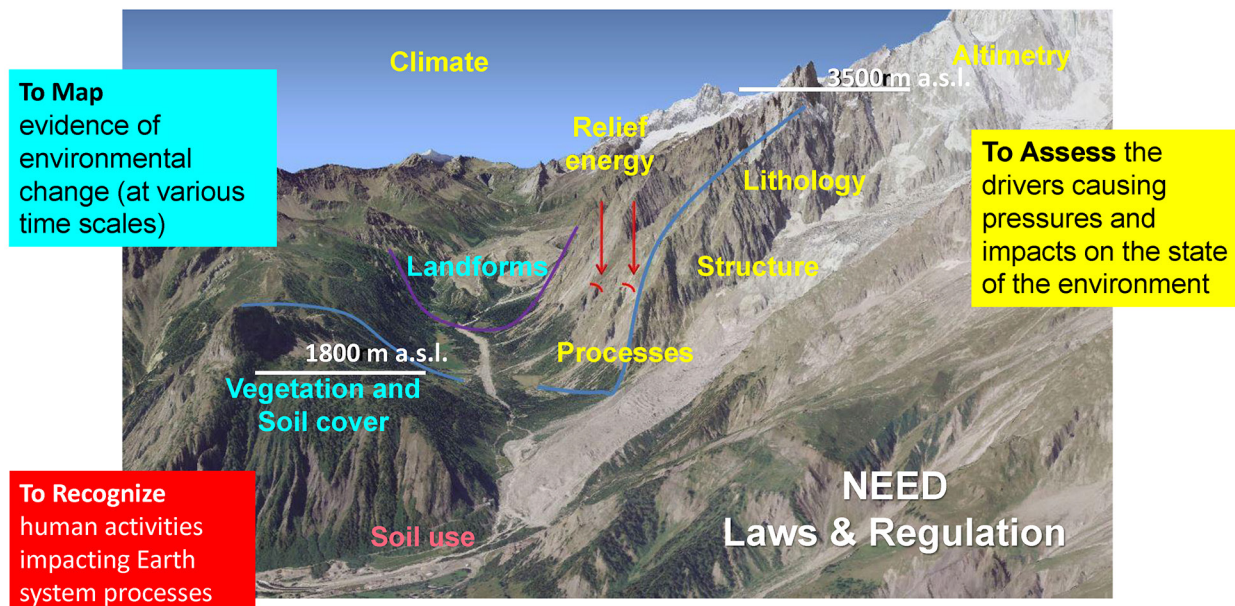 Climate
Altimetry
3500m a.s.l.
To Map
evidence of
environmental
change (at various
time scales)
Relief
energy
To Assess the
drivers causing
pressures and
impacts on the state
of the environment
Lithology
Landforms
Structure
1800 m a.s.l.
Processes
Vegetation and
Soil cover
To Recognize
human activities
impacting Earth
system processes
Soil use
NEED
Laws & Regulation